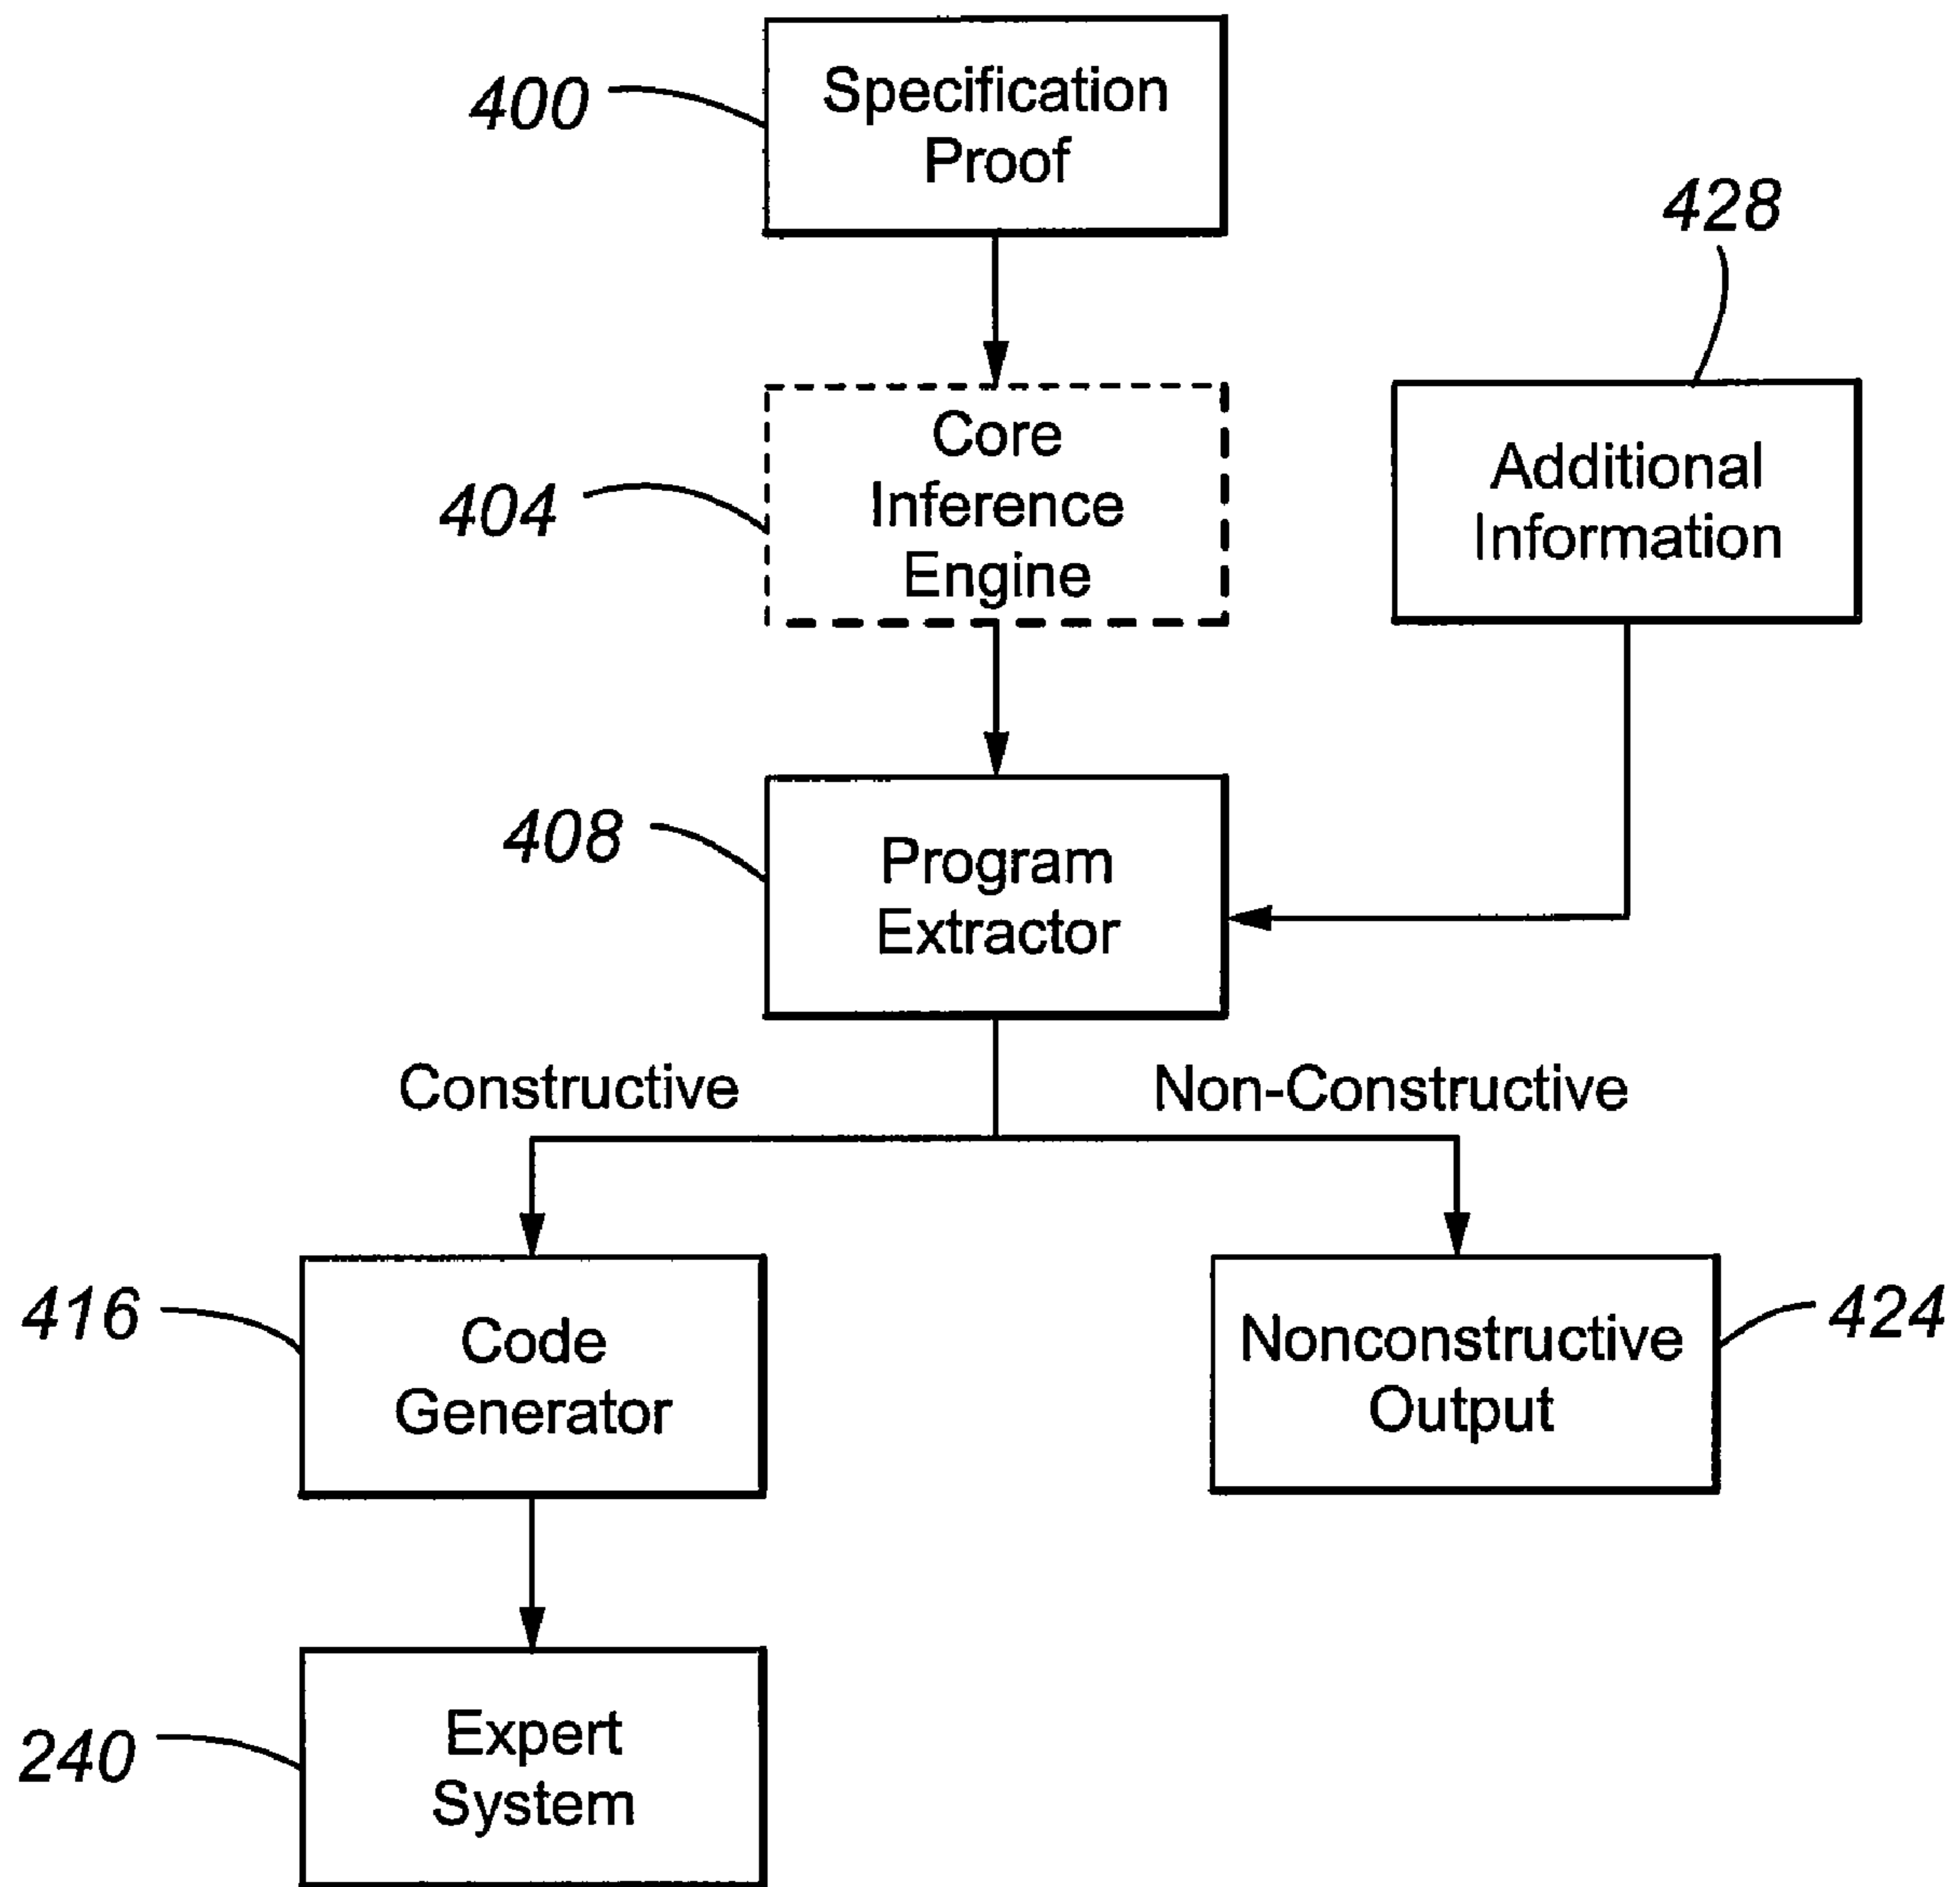 400
Specification
Proof
428
404
Core
Inference
Engine
Additional
Information
408
Program
Extractor
Constructive
Non-Constructive
416
Code
Generator
Nonconstructive
Output
424
240
Expert
System